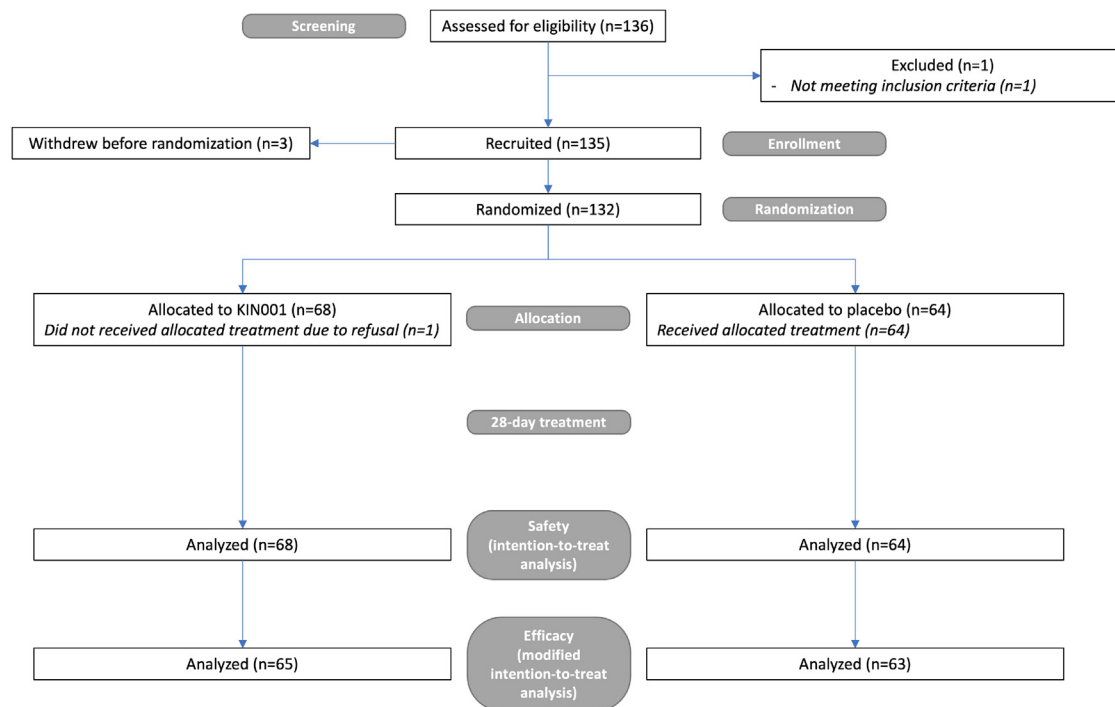 Screening
Assessed for eligibility (n=136)
Excluded (n=1)
- Not meeting inclusion criteria (n=1)
Withdrew before randomization (n=3)
Recruited (n=135)
Enrollment
Randomized (n=132)
Randomization
Allocated to KIN001 (n=68)
Did not received allocated treatment due to refusal (n=1)
Allocation
Allocated to placebo (n=64)
Received allocated treatment (n=64)
28-day treatment
Analyzed (n=68)
Safety
(intention-to-treat
analysis)
Analyzed (n=64)
Analyzed (n=65)
Efficacy
(modified
intention-to-treat
analysis)
Analyzed (n=63)